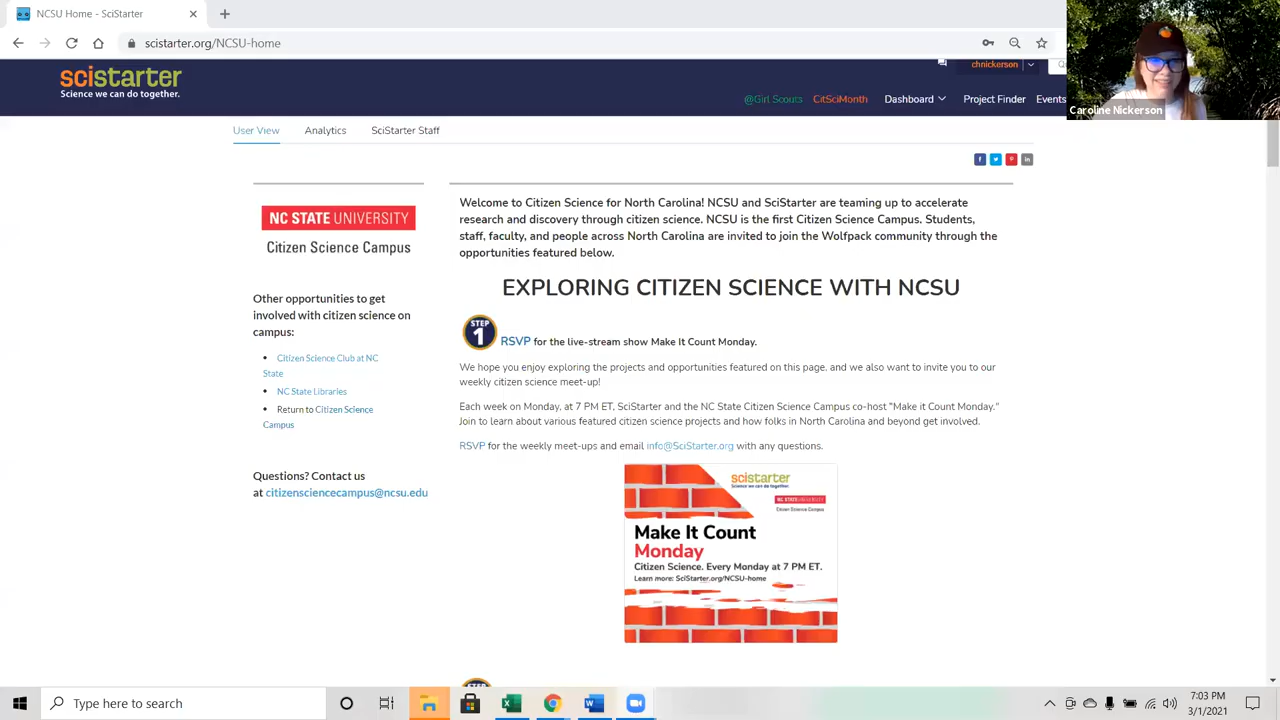 NCSU Home - SciStarter
scistarter.org/NCSU-home
scistarter
Science we can do together.
chnickerson
@Girl Scouts CitSciMonth Dashboard Project Finder Events
Caroline Nickerson
User View Analytics SciStarter Staff
NC STATE UNIVERSITY
Citizen Science Campus
Other opportunities to get
involved with citizen science on
campus:
Citizen Science Club at NC
State
NC State Libraries
Return to Citizen Science
Campus
Questions? Contact us
at citizensciencecampus@ncsu.edu
Welcome to Citizen Science for North Carolina! NCSU and SciStarter are teaming up to accelerate
research and discovery through citizen science. NCSU is the first Citizen Science Campus. Students,
staff, faculty, and people across North Carolina are invited to join the Wolfpack community through the
opportunities featured below.
EXPLORING CITIZEN SCIENCE WITH NCSU
STEP
1
RSVP for the live-stream show Make It Count Monday.
We hope you enjoy exploring the projects and opportunities featured on this page, and we also want to invite you to our
weekly citizen science meet-up!
Each week on Monday, at 7 PM ET, SciStarter and the NC State Citizen Science Campus co-host "Make it Count Monday."
Join to learn about various featured citizen science projects and how folks in North Carolina and beyond get involved.
RSVP for the weekly meet-ups and email info@SciStarter.org with any questions.
scistarter
Science we can do together.
NC STATE UNIVERSITY
Citizen Science Campus
Make It Count
Monday
Citizen Science. Every Monday at 7 PM ET.
Learn more: SciStarter.org/NCSU-home
STEP
Type here to search
7:03 PM
3/1/2021